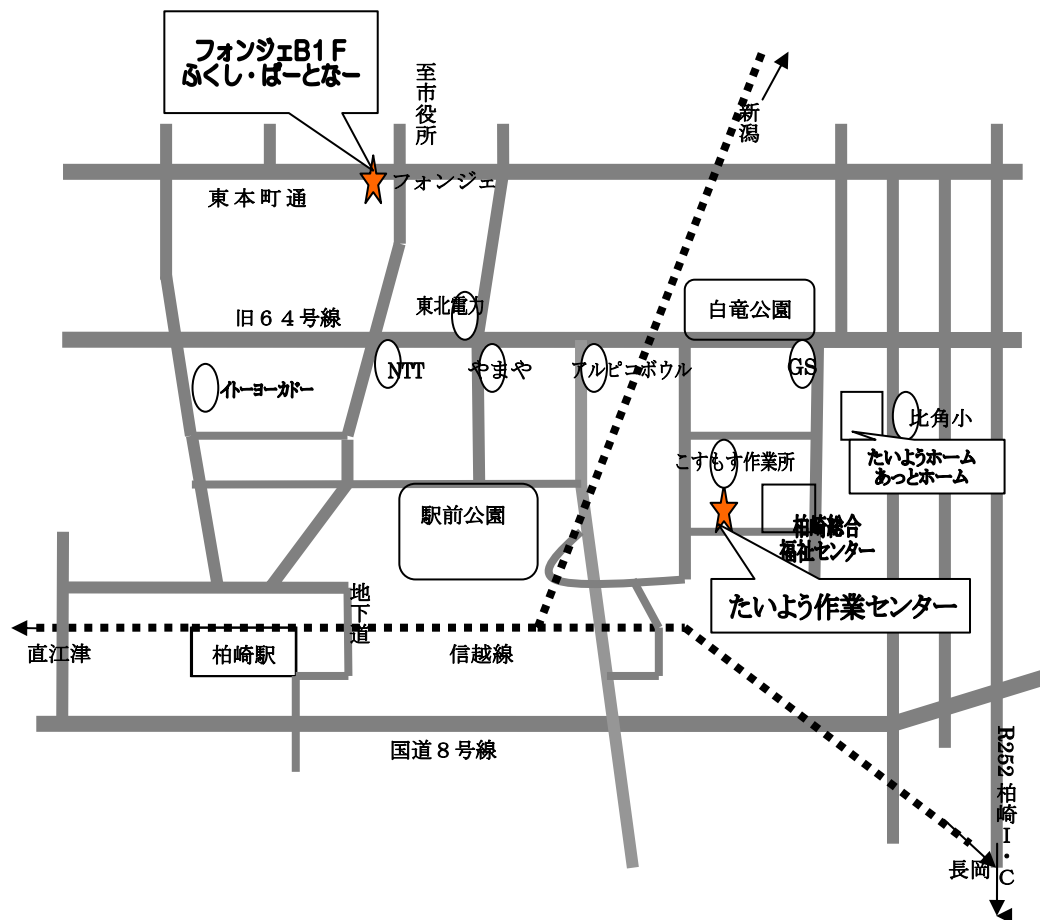 フォンジェB1F
ふくし・ぱーとなー
至市役所
新潟
フォンジェ
東本町通
東北電力
白竜公園
旧64号線
NTT
やまや
アルピコボウル
GS
イトーヨーカドー
比角小
こすもす作業所
たいようホーム
あっとホーム
駅前公園
柏崎総合
福祉センター
地下道
たいよう作業センター
直江津
柏崎駅
信越線
国道8号線
R252 柏崎I・C
長岡